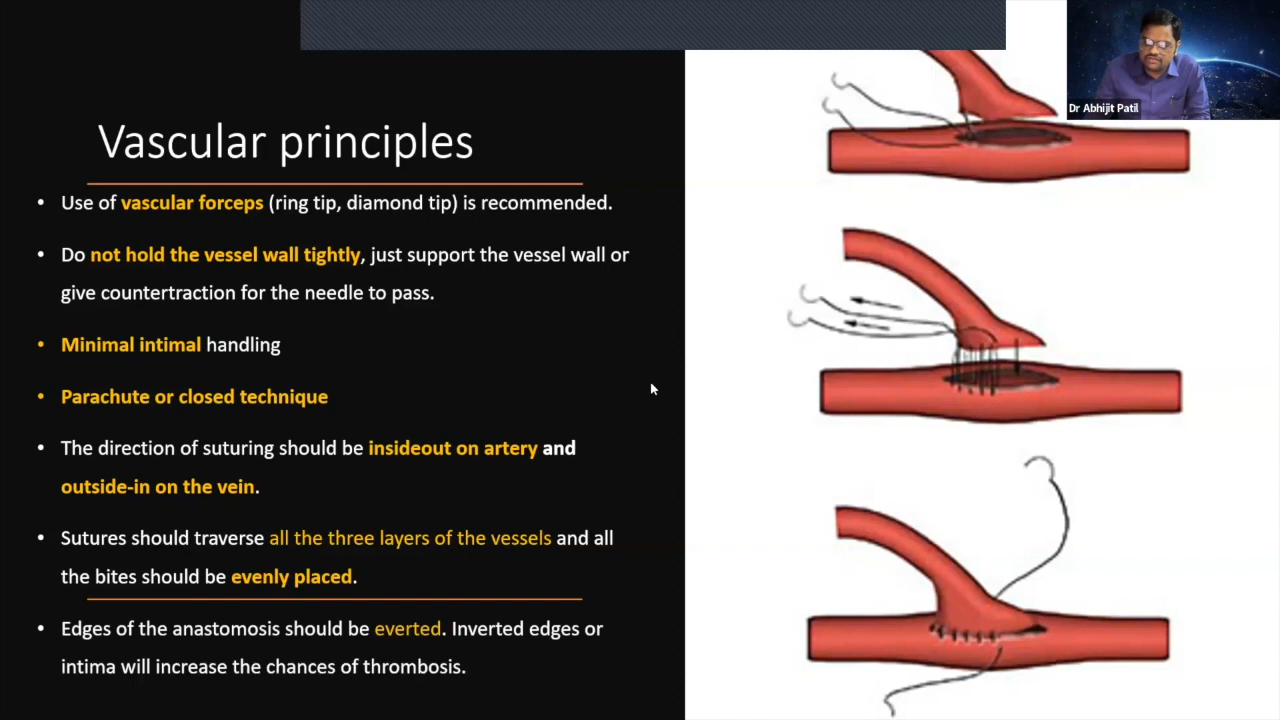 Dr Abhijit Patil
Vascular principles
• Use of vascular forceps (ring tip, diamond tip) is recommended.
• Do not hold the vessel wall tightly, just support the vessel wall or
give countertraction for the needle to pass.
• Minimal intimal handling
• Parachute or closed technique
• The direction of suturing should be insideout on artery and
outside-in on the vein.
• Sutures should traverse all the three layers of the vessels and all
the bites should be evenly placed.
• Edges of the anastomosis should be everted. Inverted edges or
intima will increase the chances of thrombosis.